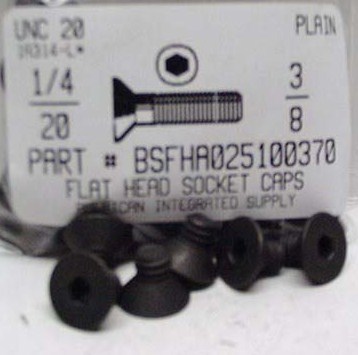 UNC 20
PLAIN
1/4
20
3
8
PART # BSFHA025100370
FLAT HEAD SOCKET CAPS
AMERICAN INTEGRATED SUPPLY